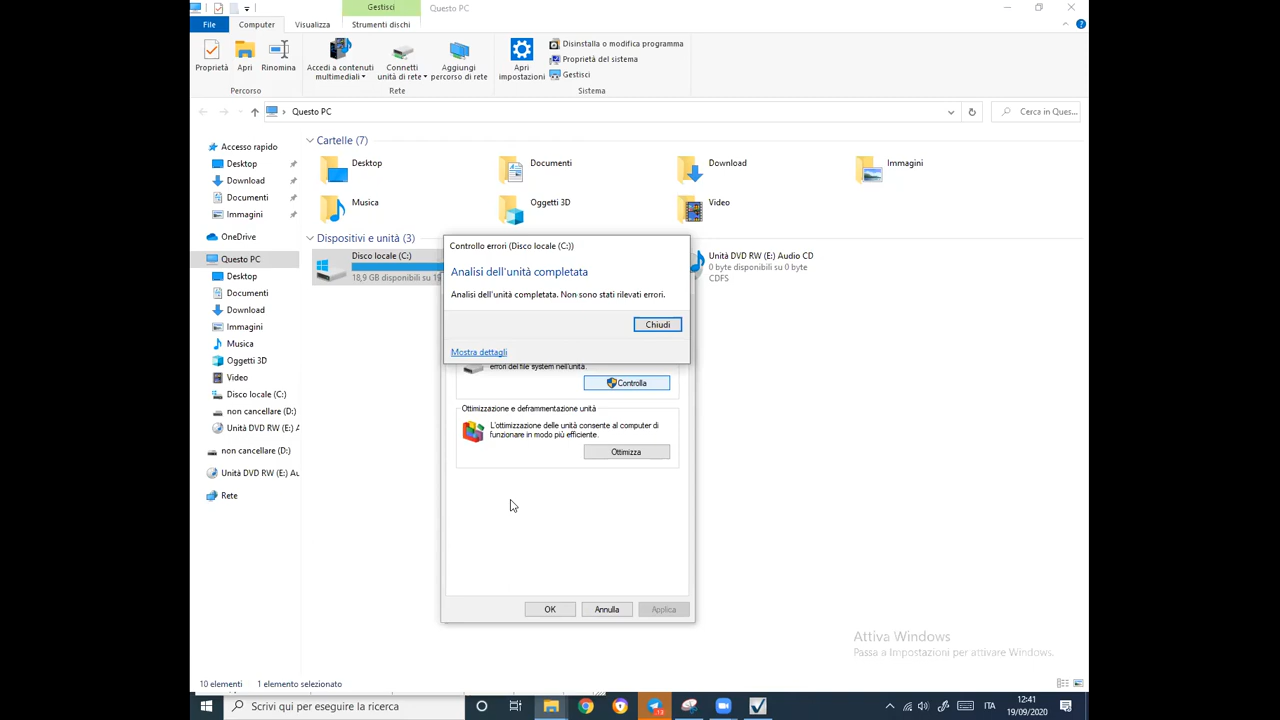 Gestisci
Questo PC
File
Computer
Visualizza
Strumenti dischi
Proprietà
Apri
Rinomina
Accedi a contenuti
multimediali
Connetti
unità di rete
Aggiungi
percorso di rete
Apri
impostazioni
Disinstalla o modifica programma
Proprietà del sistema
Gestisci
Percorso
Rete
Sistema
Questo PC
Cerca in Ques...
Accesso rapido
Desktop
Download
Documenti
Immagini
OneDrive
Questo PC
Desktop
Documenti
Download
Immagini
Musica
Oggetti 3D
Video
Disco locale (C:)
non cancellare (D:)
Unità DVD RW (E:) A
non cancellare (D:)
Unità DVD RW (E:) Au
Rete
Cartelle (7)
Desktop
Documenti
Download
Immagini
Musica
Oggetti 3D
Video
Dispositivi e unità (3)
Disco locale (C:)
18,9 GB disponibili su 19
Unità DVD RW (E:) Audio CD
0 byte disponibili su 0 byte
CDFS
Controllo errori (Disco locale (C:))
Analisi dell'unità completata
Analisi dell'unità completata. Non sono stati rilevati errori.
Chiudi
Mostra dettagli
errori del file system nell'unità.
Controlla
Ottimizzazione e deframmentazione unità
L'ottimizzazione delle unità consente al computer di
funzionare in modo più efficiente.
Ottimizza
OK
Annulla
Applica
Attiva Windows
Passa a Impostazioni per attivare Windows.
10 elementi
1 elemento selezionato
Scrivi qui per eseguire la ricerca
ITA
12:41
19/09/2020